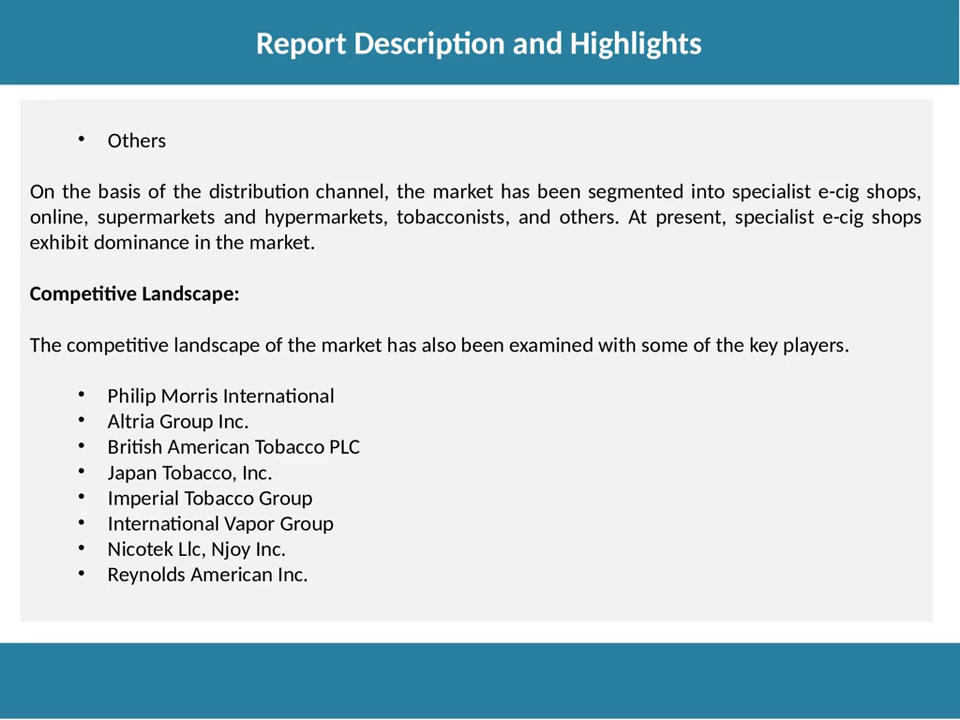 Report Description and Highlights
• Others
On the basis of the distribution channel, the market has been segmented into specialist e-cig shops,
online, supermarkets and hypermarkets, tobacconists, and others. At present, specialist e-cig shops
exhibit dominance in the market.
Competitive Landscape:
The competitive landscape of the market has also been examined with some of the key players.
• Philip Morris International
• Altria Group Inc.
• British American Tobacco PLC
• Japan Tobacco, Inc.
• Imperial Tobacco Group
• International Vapor Group
• Nicotek Llc, Njoy Inc.
• Reynolds American Inc.